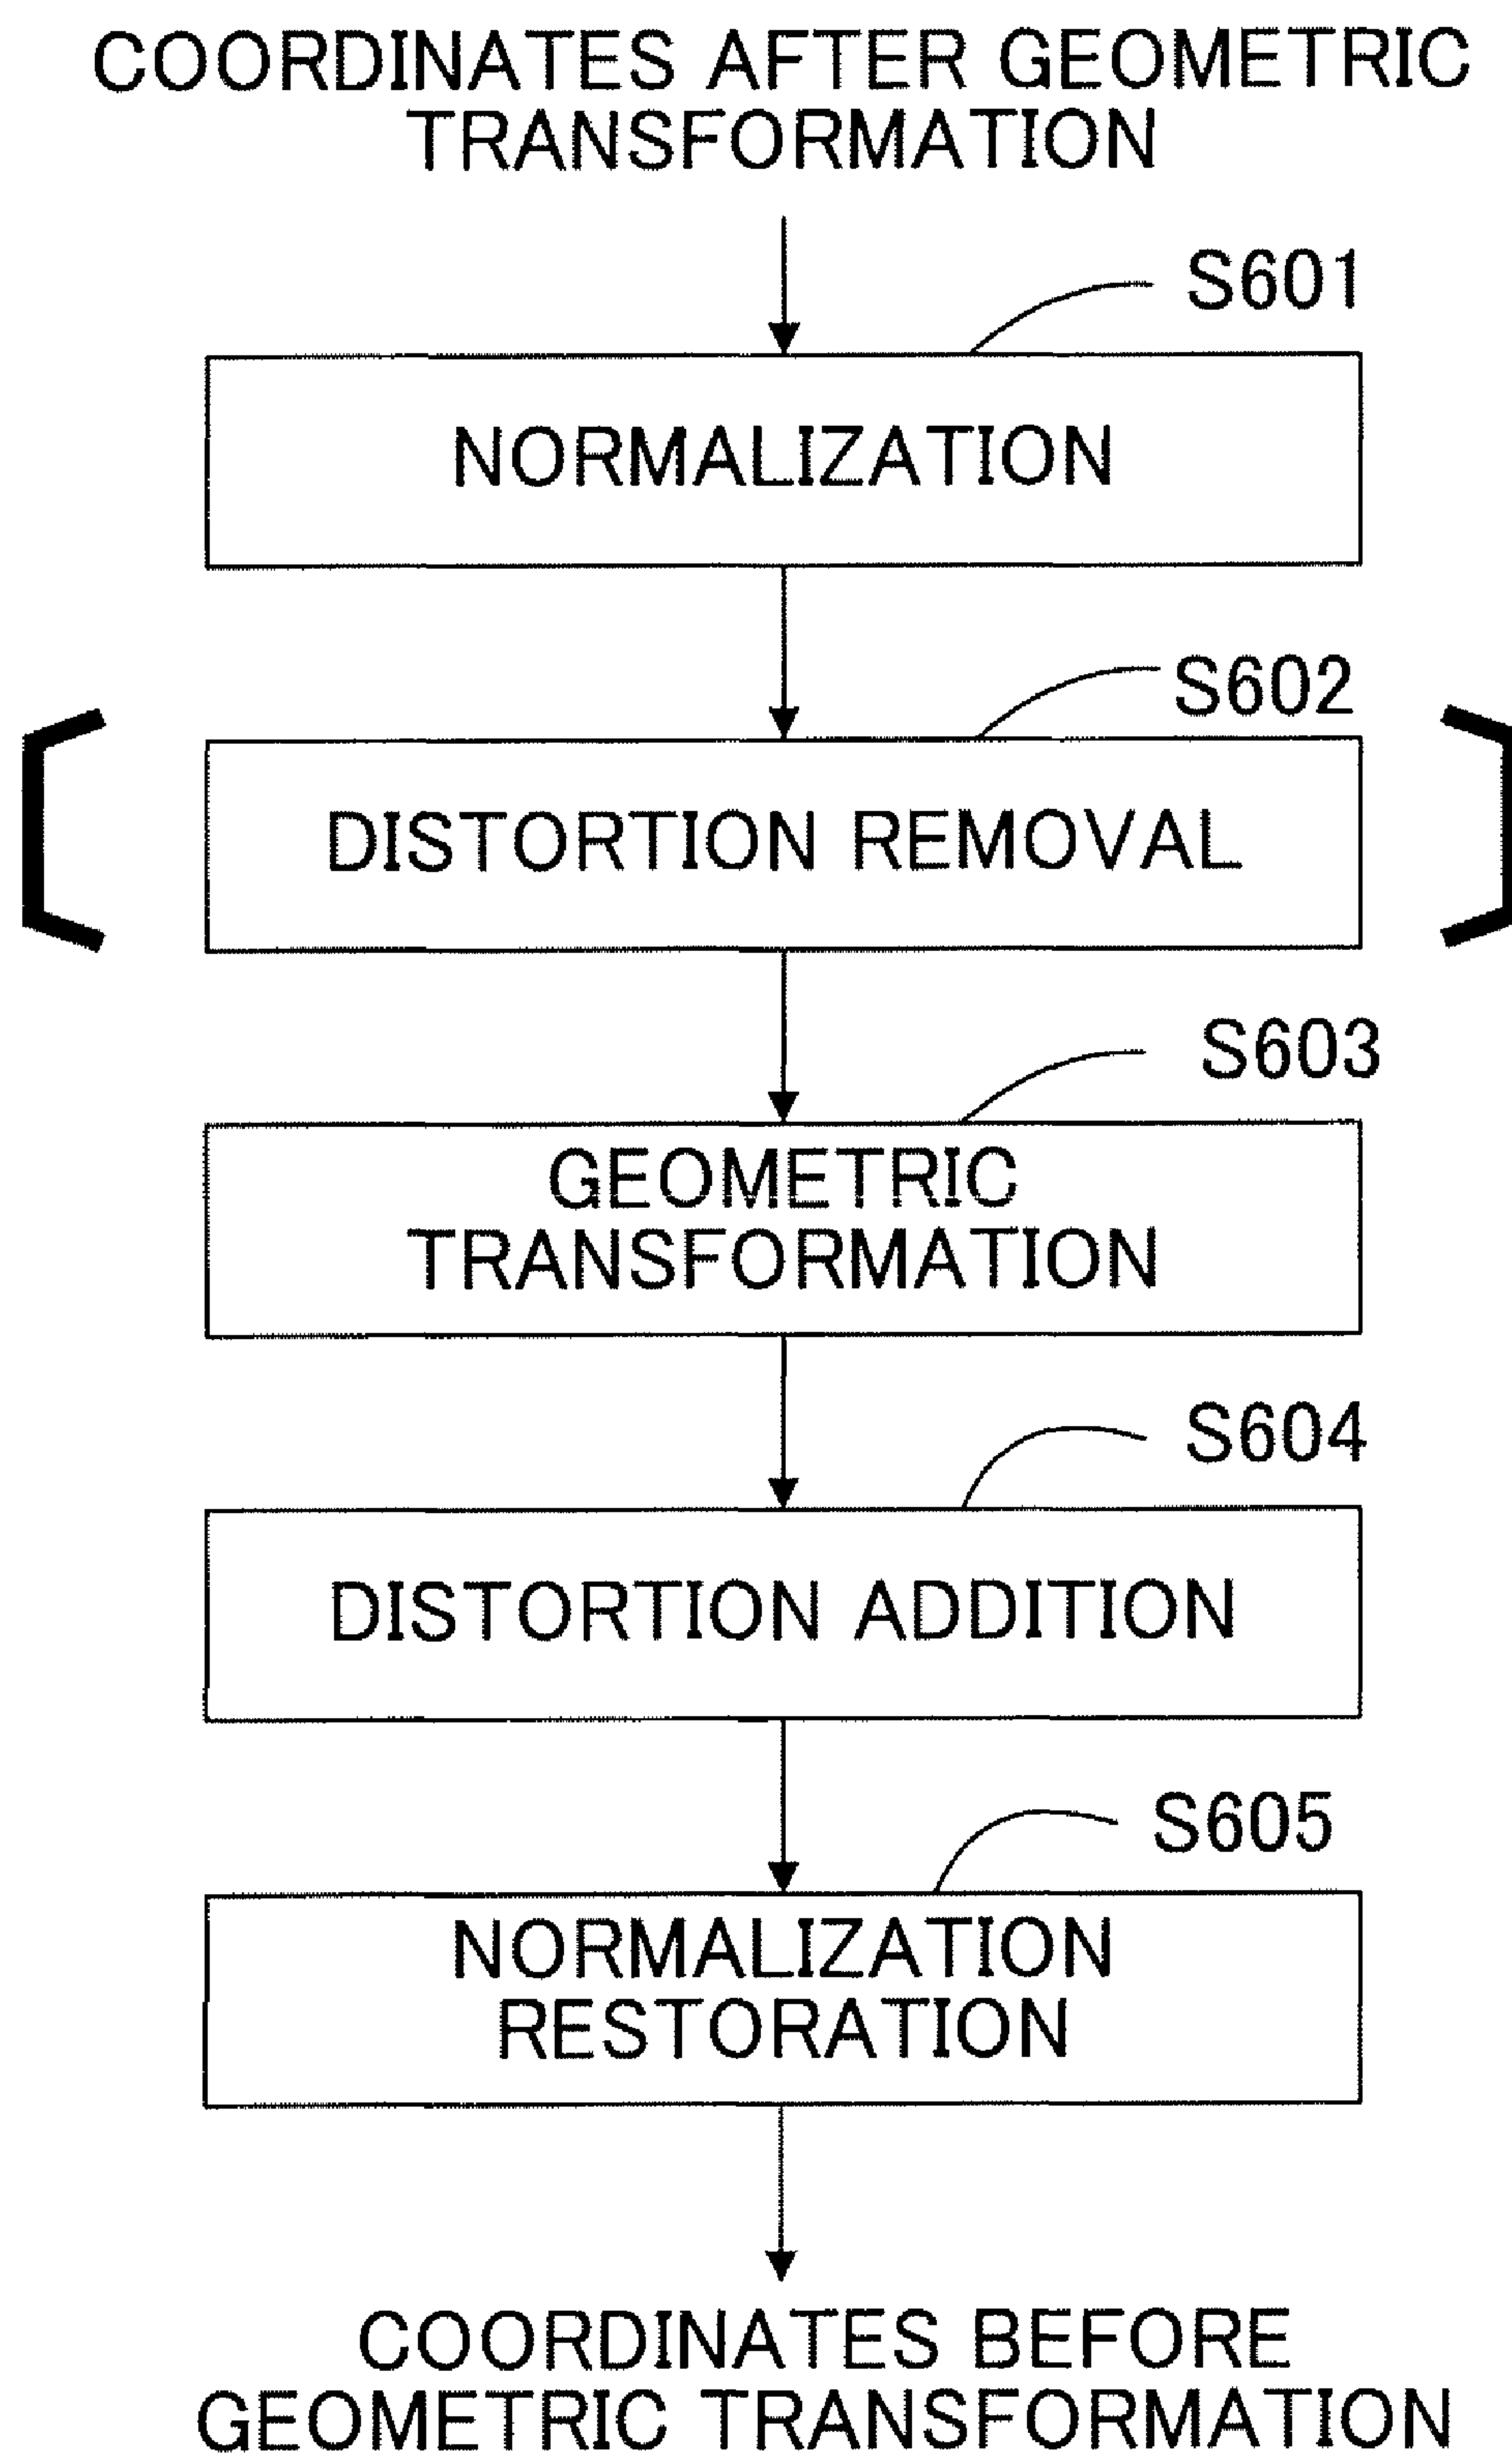 COORDINATES AFTER GEOMETRIC
TRANSFORMATION
S601
NORMALIZATION
S602
DISTORTION REMOVAL
S603
GEOMETRIC
TRANSFORMATION
S604
DISTORTION ADDITION
S605
NORMALIZATION
RESTORATION
COORDINATES BEFORE
GEOMETRIC TRANSFORMATION